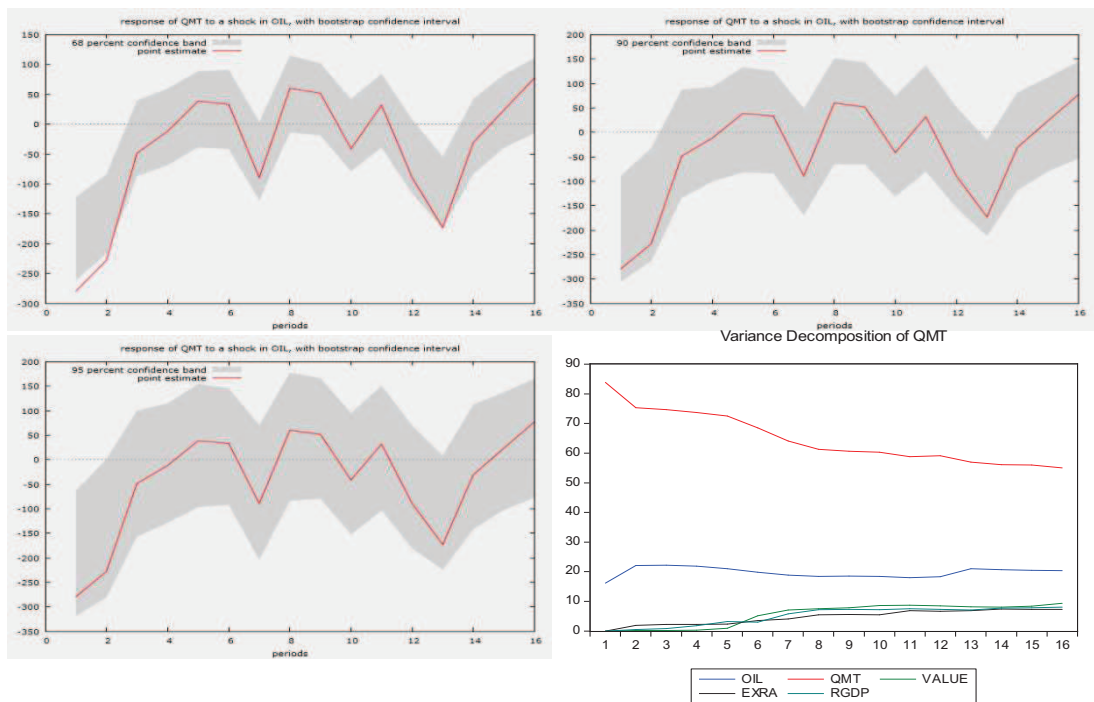 response of QMT to a shock in OIL, with bootstrap confidence interval
68 percent confidence band
point estimate
150
100
50
0
-50
-100
-150
-200
-250
-300
0 2 4 6 8 10 12 14 16
periods
response of QMT to a shock in OIL, with bootstrap confidence interval
90 percent confidence band
point estimate
200
150
100
50
0
-50
-100
-150
-200
-250
-300
-350
0 2 4 6 8 10 12 14 16
periods
response of QMT to a shock in OIL, with bootstrap confidence interval
95 percent confidence band
point estimate
200
150
100
50
0
-50
-100
-150
-200
-250
-300
-350
0 2 4 6 8 10 12 14 16
periods
Variance Decomposition of QMT
90
80
70
60
50
40
30
20
10
0
1 2 3 4 5 6 7 8 9 10 11 12 13 14 15 16
OIL QMT VALUE
EXRA RGDP